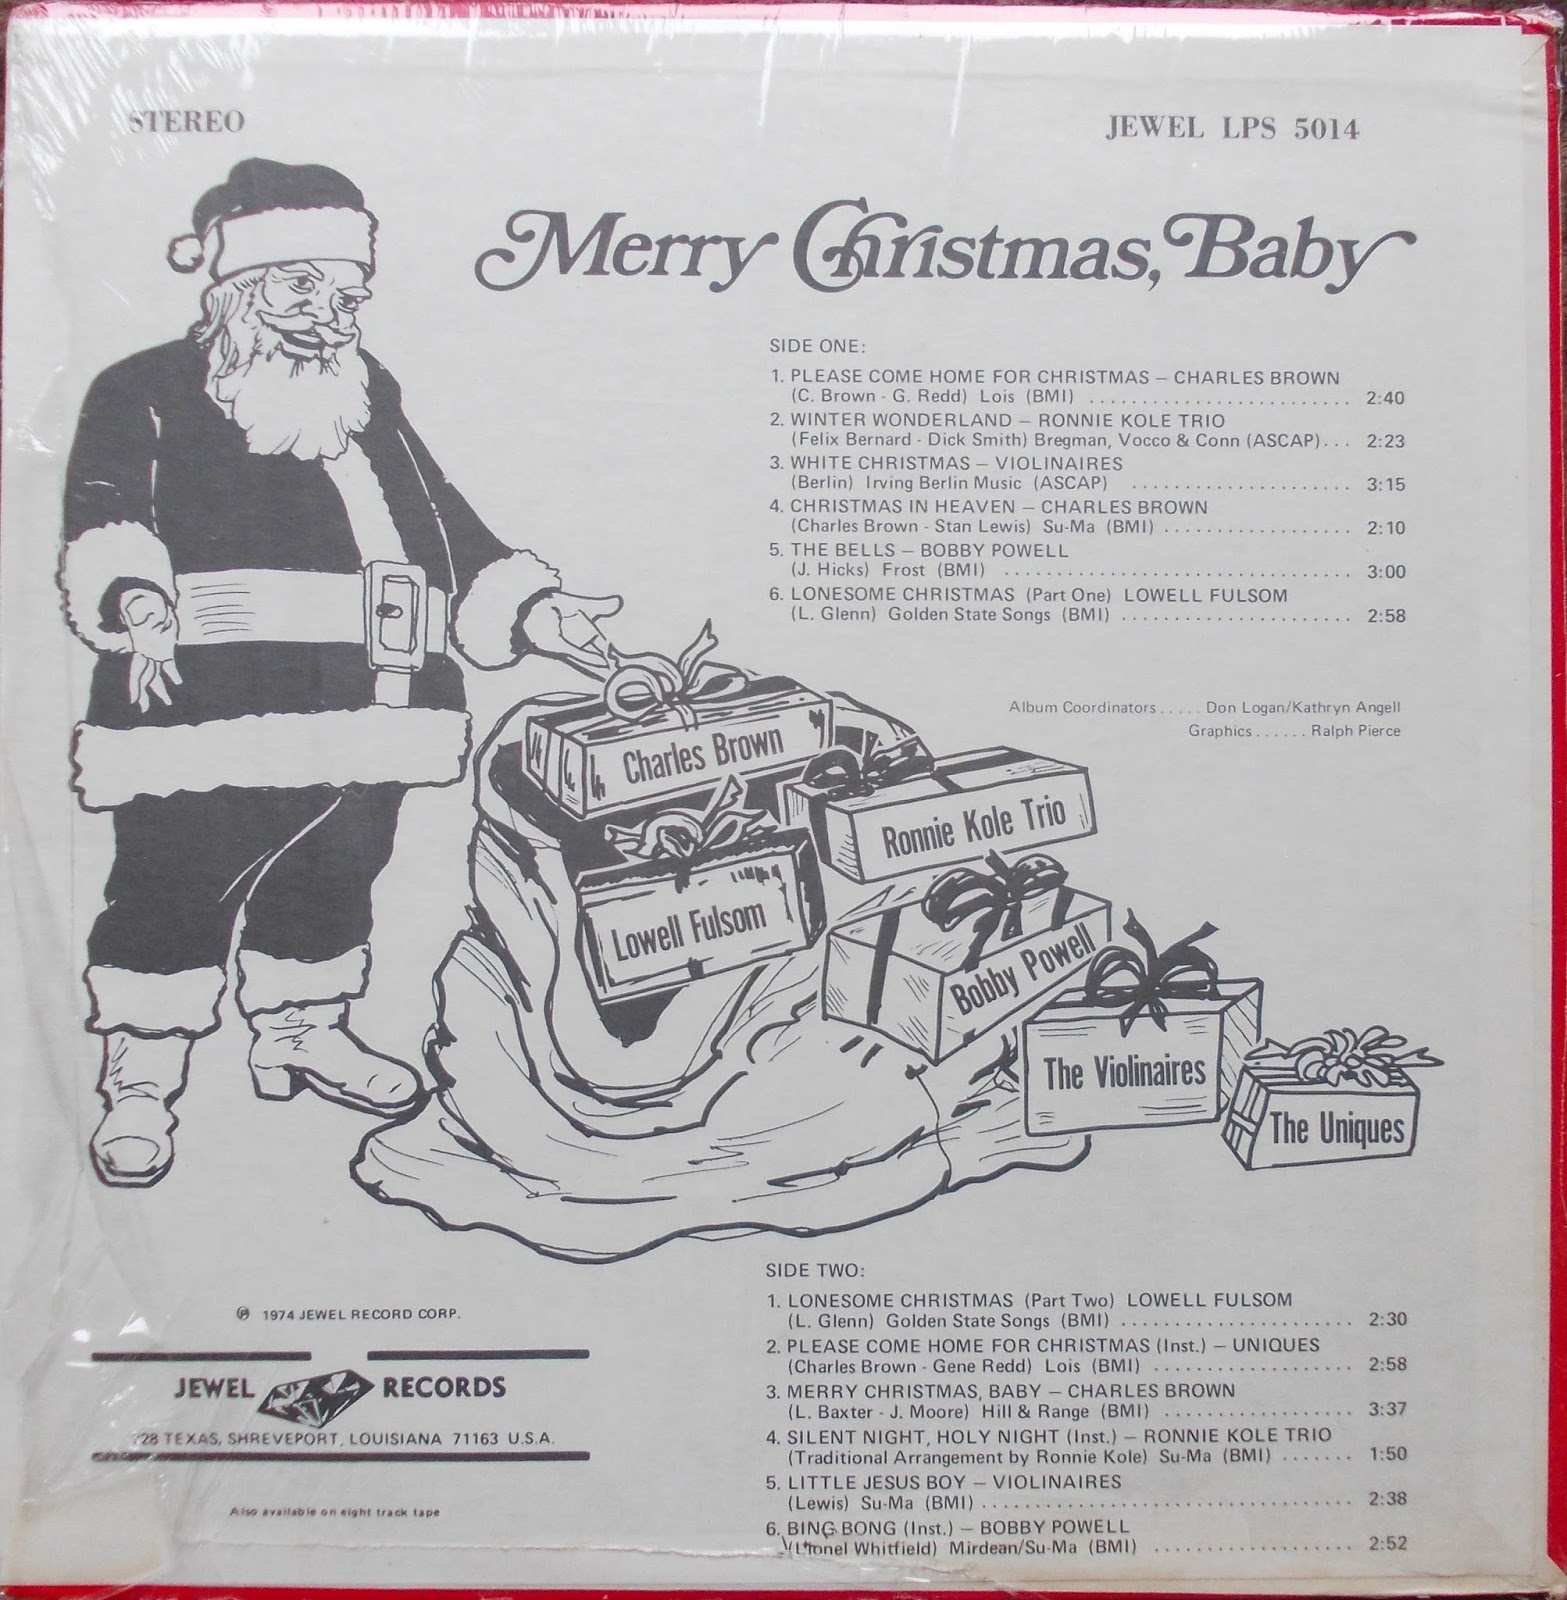 STEREO
JEWEL LPS 5014
Merry Christmas, Baby
SIDE ONE:
1. PLEASE COME HOME FOR CHRISTMAS – CHARLES BROWN
(C. Brown - G. Redd) Lois (BMI) ......................... 2:40
2. WINTER WONDERLAND – RONNIE KOLE TRIO
(Felix Bernard - Dick Smith) Bregman, Vocco & Conn (ASCAP)... 2:23
3. WHITE CHRISTMAS – VIOLINAIRES
(Berlin) Irving Berlin Music (ASCAP) ..................... 3:15
4. CHRISTMAS IN HEAVEN – CHARLES BROWN
(Charles Brown - Stan Lewis) Su-Ma (BMI) .................. 2:10
5. THE BELLS – BOBBY POWELL
(J. Hicks) Frost (BMI) .................................. 3:00
6. LONESOME CHRISTMAS (Part One) LOWELL FULSOM
(L. Glenn) Golden State Songs (BMI) ...................... 2:58
Album Coordinators ..... Don Logan/Kathryn Angell
Graphics ...... Ralph Pierce
Charles Brown
Ronnie Kole Trio
Lowell Fulsom
Bobby Powell
The Violinaires
The Uniques
SIDE TWO:
1. LONESOME CHRISTMAS (Part Two) LOWELL FULSOM
(L. Glenn) Golden State Songs (BMI) ...................... 2:30
2. PLEASE COME HOME FOR CHRISTMAS (Inst.) – UNIQUES
(Charles Brown - Gene Redd) Lois (BMI) ................... 2:58
3. MERRY CHRISTMAS, BABY – CHARLES BROWN
(L. Baxter - J. Moore) Hill & Range (BMI) .................. 3:37
4. SILENT NIGHT, HOLY NIGHT (Inst.) – RONNIE KOLE TRIO
(Traditional Arrangement by Ronnie Kole) Su-Ma (BMI) ....... 1:50
5. LITTLE JESUS BOY – VIOLINAIRES
(Lewis) Su-Ma (BMI) .................................... 2:38
6. BING BONG (Inst.) – BOBBY POWELL
(Lionel Whitfield) Mirdean/Su-Ma (BMI) ................... 2:52
℗ 1974 JEWEL RECORD CORP.
JEWEL RECORDS
728 TEXAS, SHREVEPORT, LOUISIANA 71163 U.S.A.
Also available on eight track tape